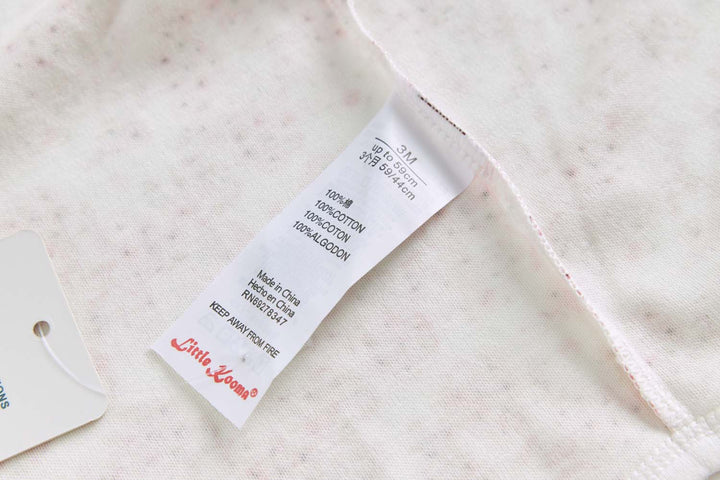 3M
up to 59cm
3个月 59/44cm
100%棉
100%COTTON
100%COTON
100%ALGODON
Made in China
Hecho en China
RN69278347
KEEP AWAY FROM FIRE
Little Kooma®